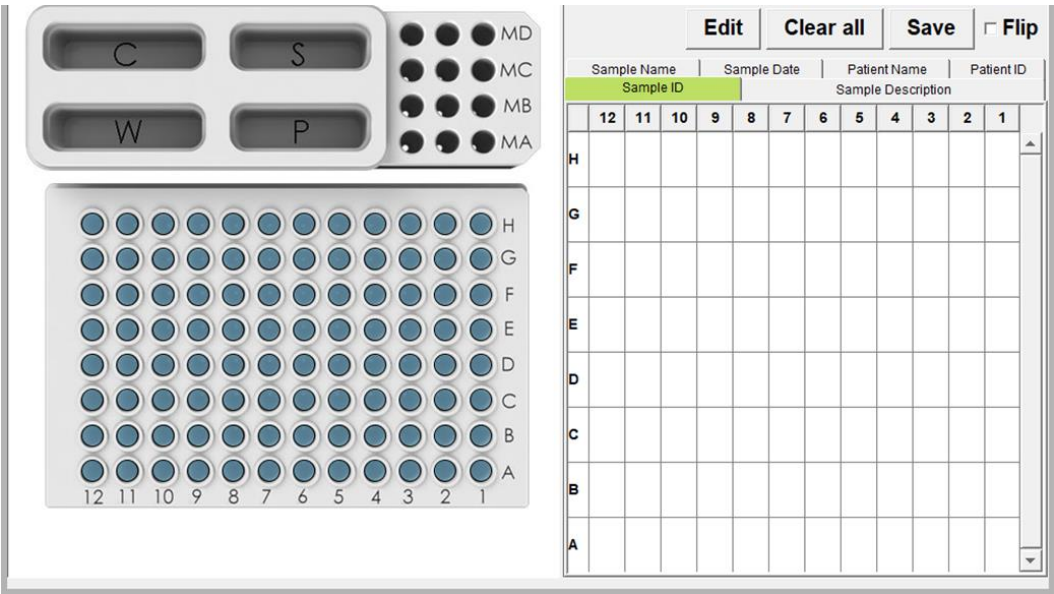 C S MD
MC
W P MB
MA
H
G
F
E
D
C
B
A
12 11 10 9 8 7 6 5 4 3 2 1
Edit Clear all Save Flip
Sample Name Sample Date Patient Name Patient ID
Sample ID Sample Description
12 11 10 9 8 7 6 5 4 3 2 1
H
G
F
E
D
C
B
A